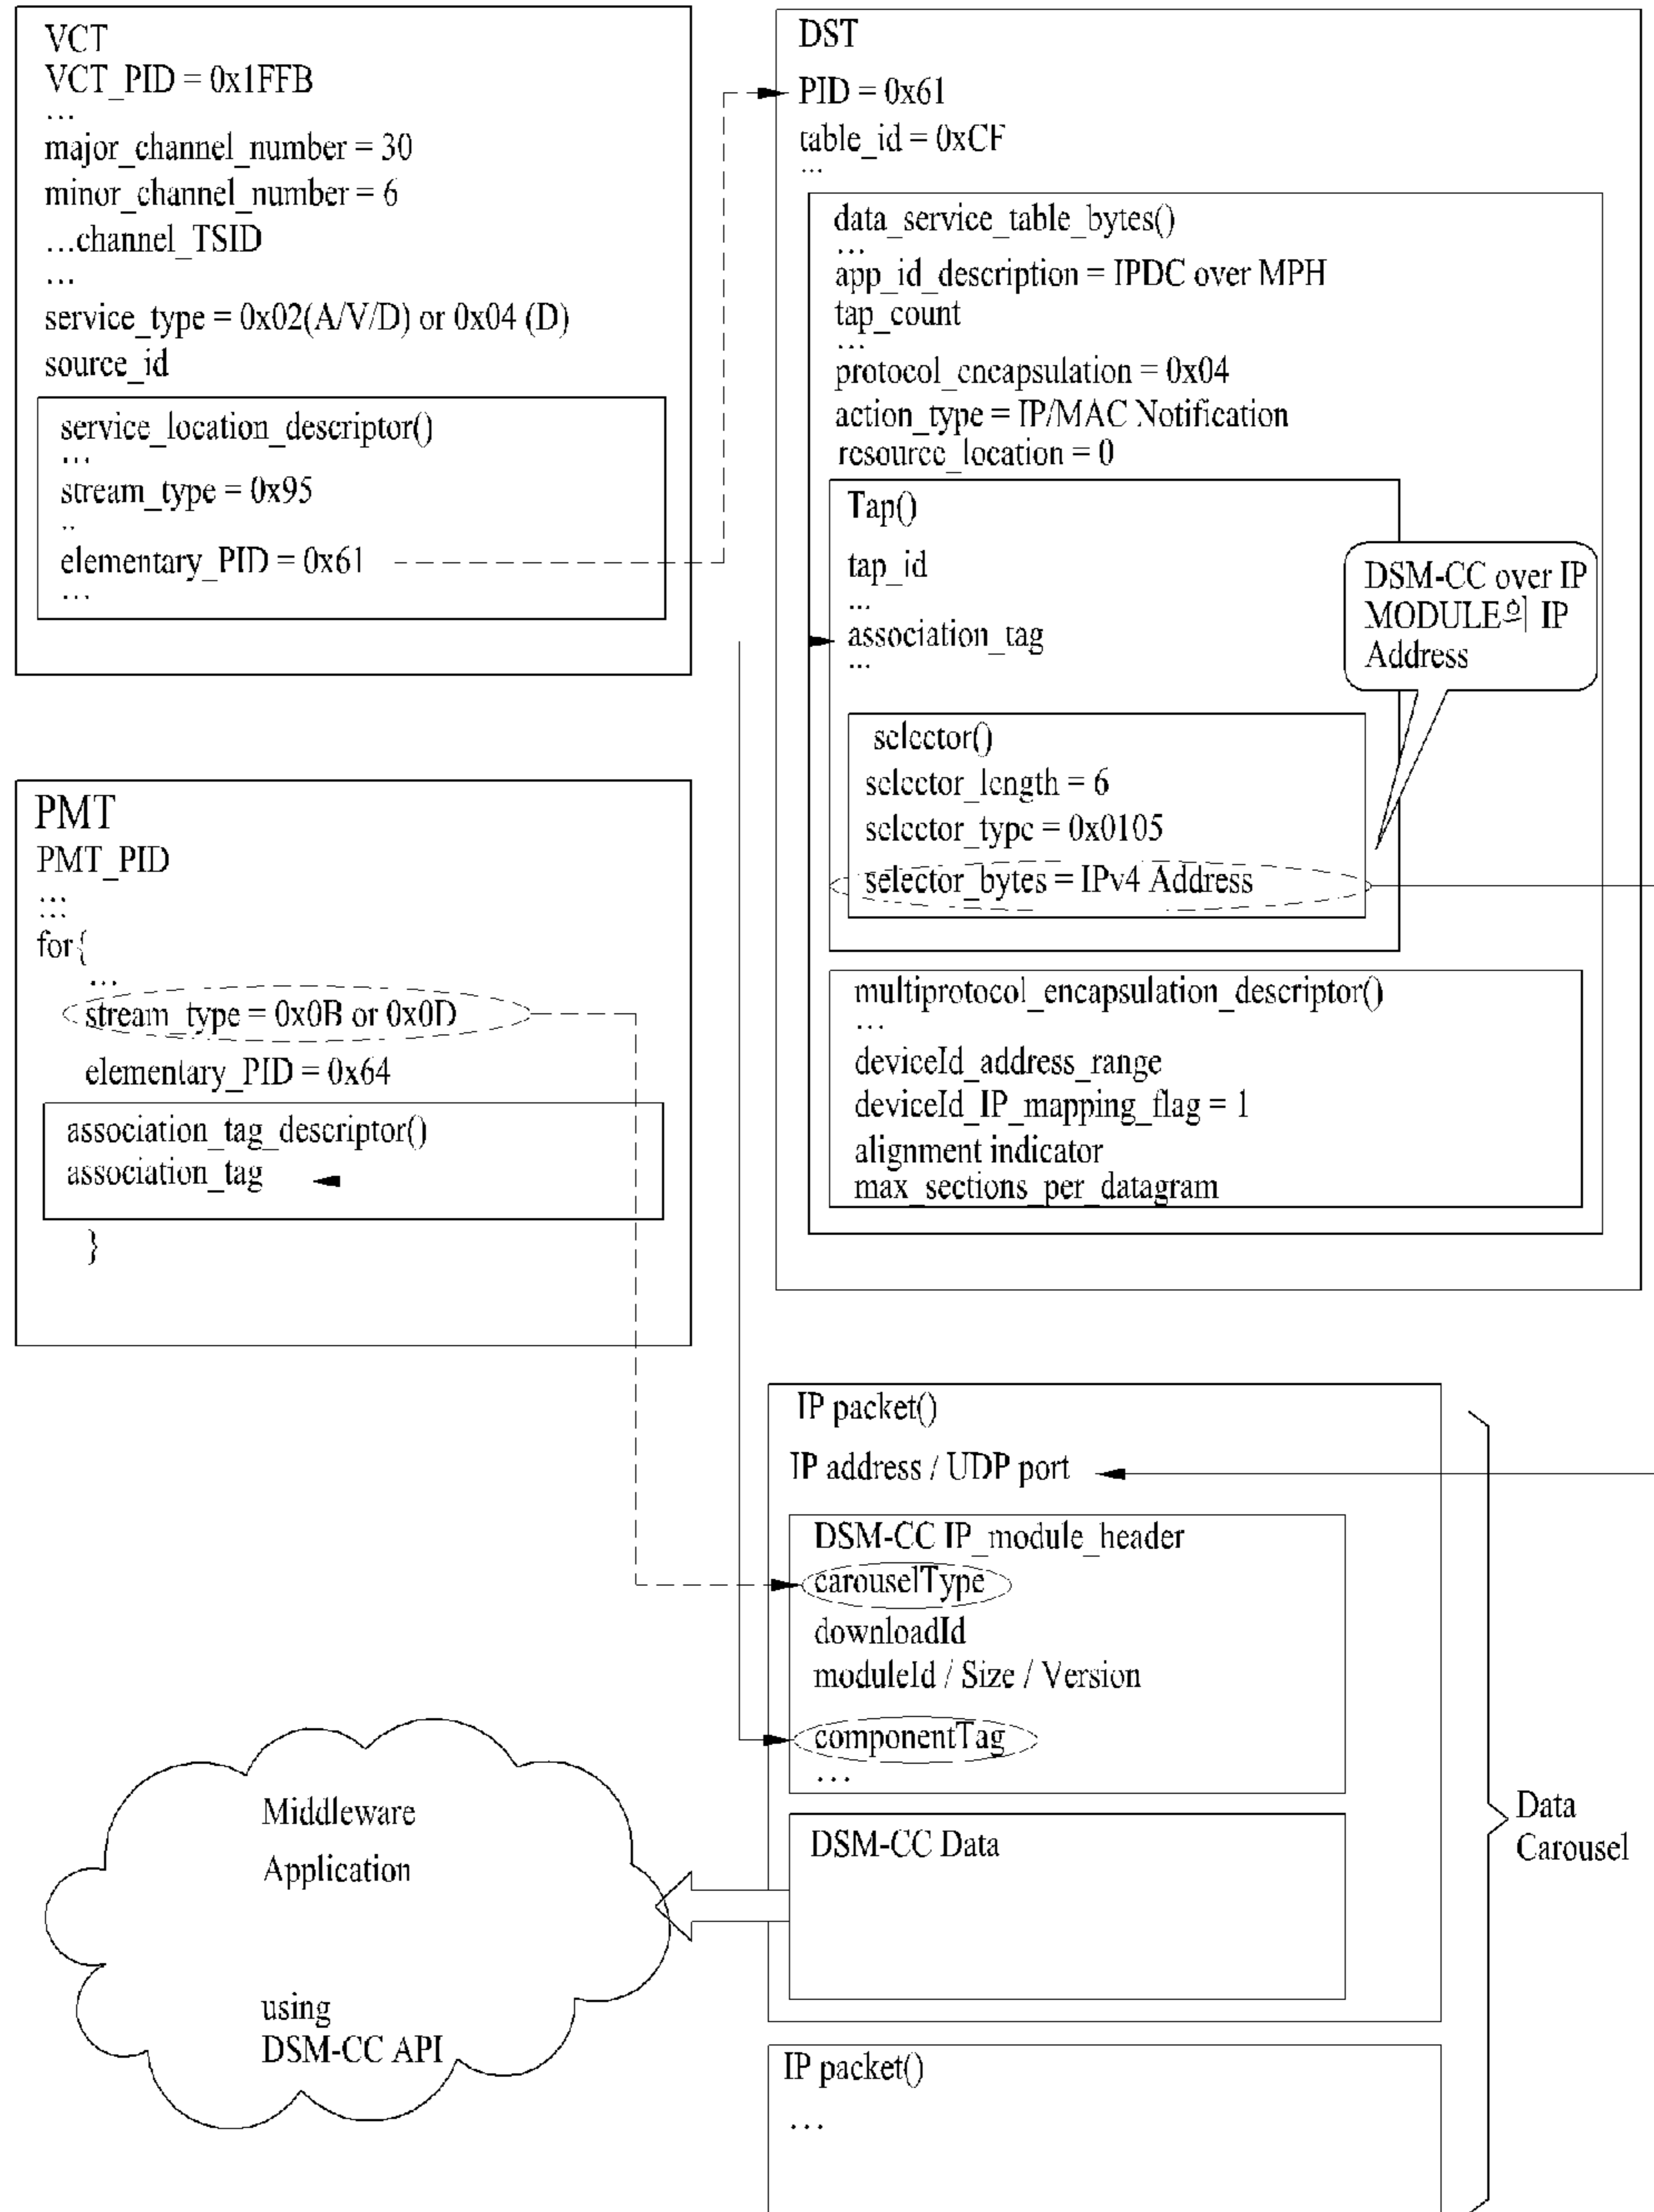 VCT
VCT_PID = 0x1FFB
...
major_channel_number = 30
minor_channel_number = 6
...channel_TSID
...
service_type = 0x02(A/V/D) or 0x04 (D)
source_id
service_location_descriptor()
...
stream_type = 0x95
..
elementary_PID = 0x61
...
DST
PID = 0x61
table_id = 0xCF
...
data_service_table_bytes()
...
app_id_description = IPDC over MPH
tap_count
...
protocol_encapsulation = 0x04
action_type = IP/MAC Notification
resource_location = 0
Tap()
tap_id
...
association_tag
...
selector()
selector_length = 6
selector_type = 0x0105
selector_bytes = IPv4 Address
DSM-CC over IP
MODULE의 IP
Address
multiprotocol_encapsulation_descriptor()
...
deviceId_address_range
deviceId_IP_mapping_flag = 1
alignment indicator
max_sections_per_datagram
PMT
PMT_PID
...
...
for{
...
stream_type = 0x0B or 0x0D
elementary_PID = 0x64
association_tag_descriptor()
association_tag
}
IP packet()
IP address / UDP port
DSM-CC IP_module_header
carouselType
downloadId
moduleId / Size / Version
componentTag
...
DSM-CC Data
Data
Carousel
Middleware
Application
using
DSM-CC API
IP packet()
...